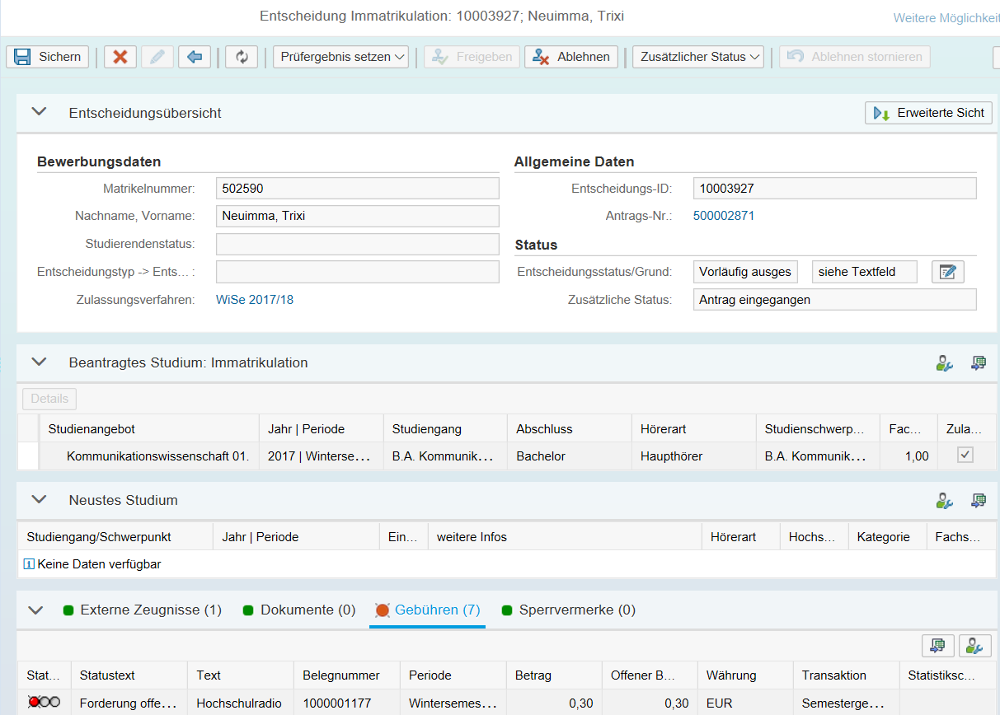 Entscheidung Immatrikulation: 10003927; Neuimma, Trixi
Weitere Möglichkeit
Sichern
Prüfergebnis setzen
Freigeben
Ablehnen
Zusätzlicher Status
Ablehnen stornieren
Entscheidungsübersicht
Erweiterte Sicht
Bewerbungsdaten
Matrikelnummer: 502590
Nachname, Vorname: Neuimma, Trixi
Studierendenstatus:
Entscheidungstyp -> Ents... :
Zulassungsverfahren: WiSe 2017/18
Allgemeine Daten
Entscheidungs-ID: 10003927
Antrags-Nr.: 500002871
Status
Entscheidungsstatus/Grund: Vorläufig ausges siehe Textfeld
Zusätzliche Status: Antrag eingegangen
Beantragtes Studium: Immatrikulation
Details
Studienangebot Jahr | Periode Studiengang Abschluss Hörerart Studienschwerp... Fac... Zula...
Kommunikationswissenschaft 01. 2017 | Winterse... B.A. Kommunik... Bachelor Haupthörer B.A. Kommunik... 1,00
Neustes Studium
Studiengang/Schwerpunkt Jahr | Periode Ein... weitere Infos Hörerart Hochs... Kategorie Fachs...
Keine Daten verfügbar
Externe Zeugnisse (1) Dokumente (0) Gebühren (7) Sperrvermerke (0)
Stat... Statustext Text Belegnummer Periode Betrag Offener B... Währung Transaktion Statistiksc...
Forderung offe... Hochschulradio 1000001177 Wintersemes... 0,30 0,30 EUR Semesterge...